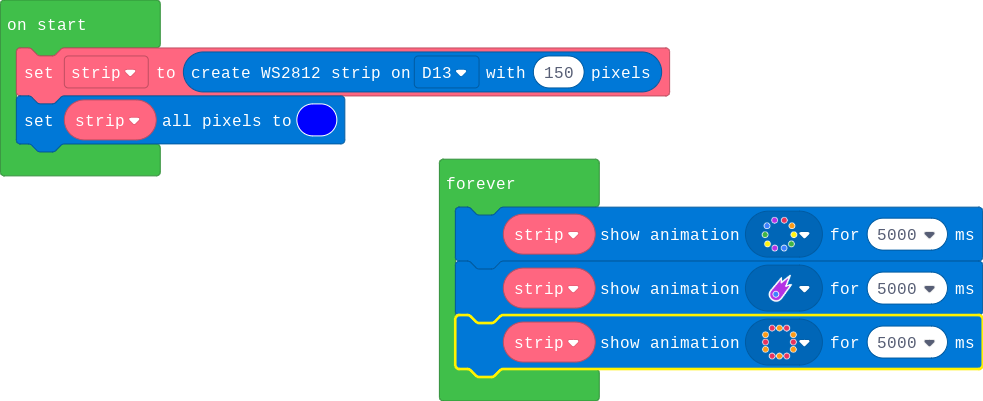 on start
set strip to create WS2812 strip on D13 with 150 pixels
set strip all pixels to
forever
strip show animation for 5000 ms
strip show animation for 5000 ms
strip show animation for 5000 ms